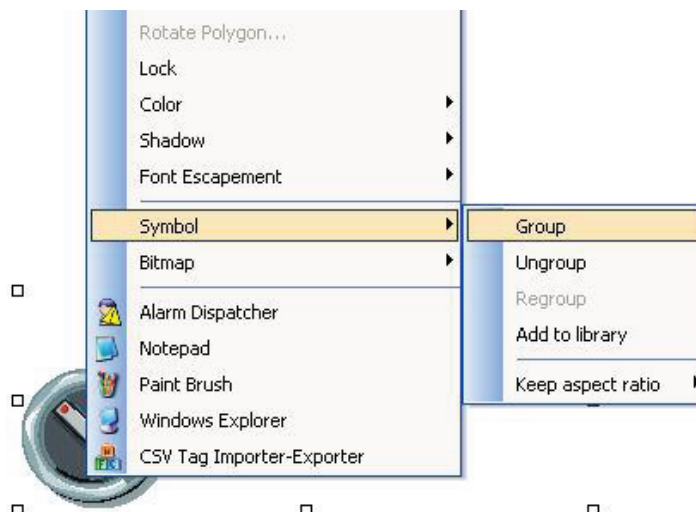 Rotate Polygon...
Lock
Color
Shadow
Font Escapement
Symbol
Bitmap
Alarm Dispatcher
Notepad
Paint Brush
Windows Explorer
CSV Tag Importer-Exporter
Group
Ungroup
Regroup
Add to library
Keep aspect ratio